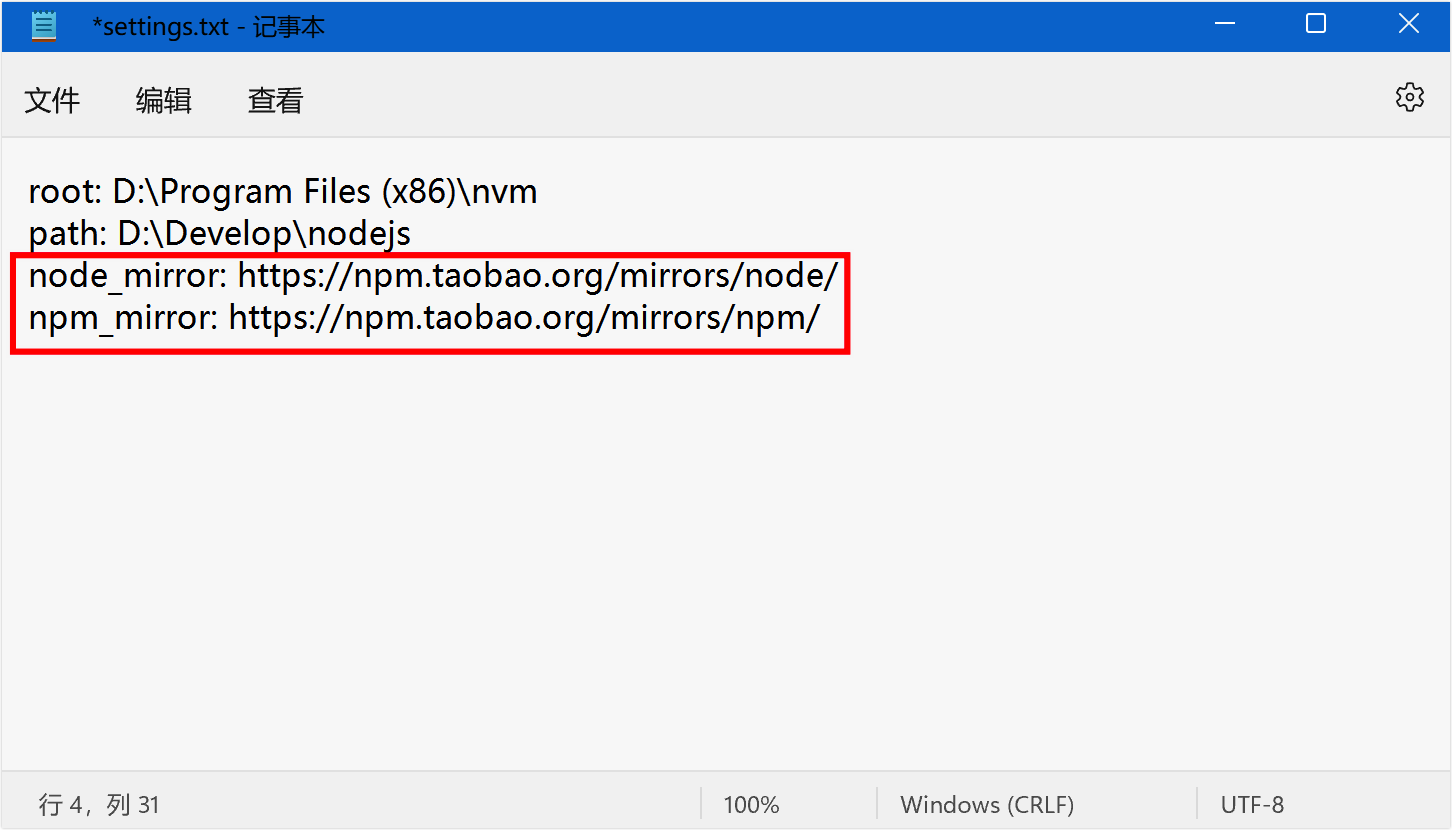 *settings.txt - 记事本
文件 编辑 查看
root: D:\Program Files (x86)\nvm
path: D:\Develop\nodejs
node_mirror: https://npm.taobao.org/mirrors/node/
npm_mirror: https://npm.taobao.org/mirrors/npm/
行 4，列 31 100% Windows (CRLF) UTF-8